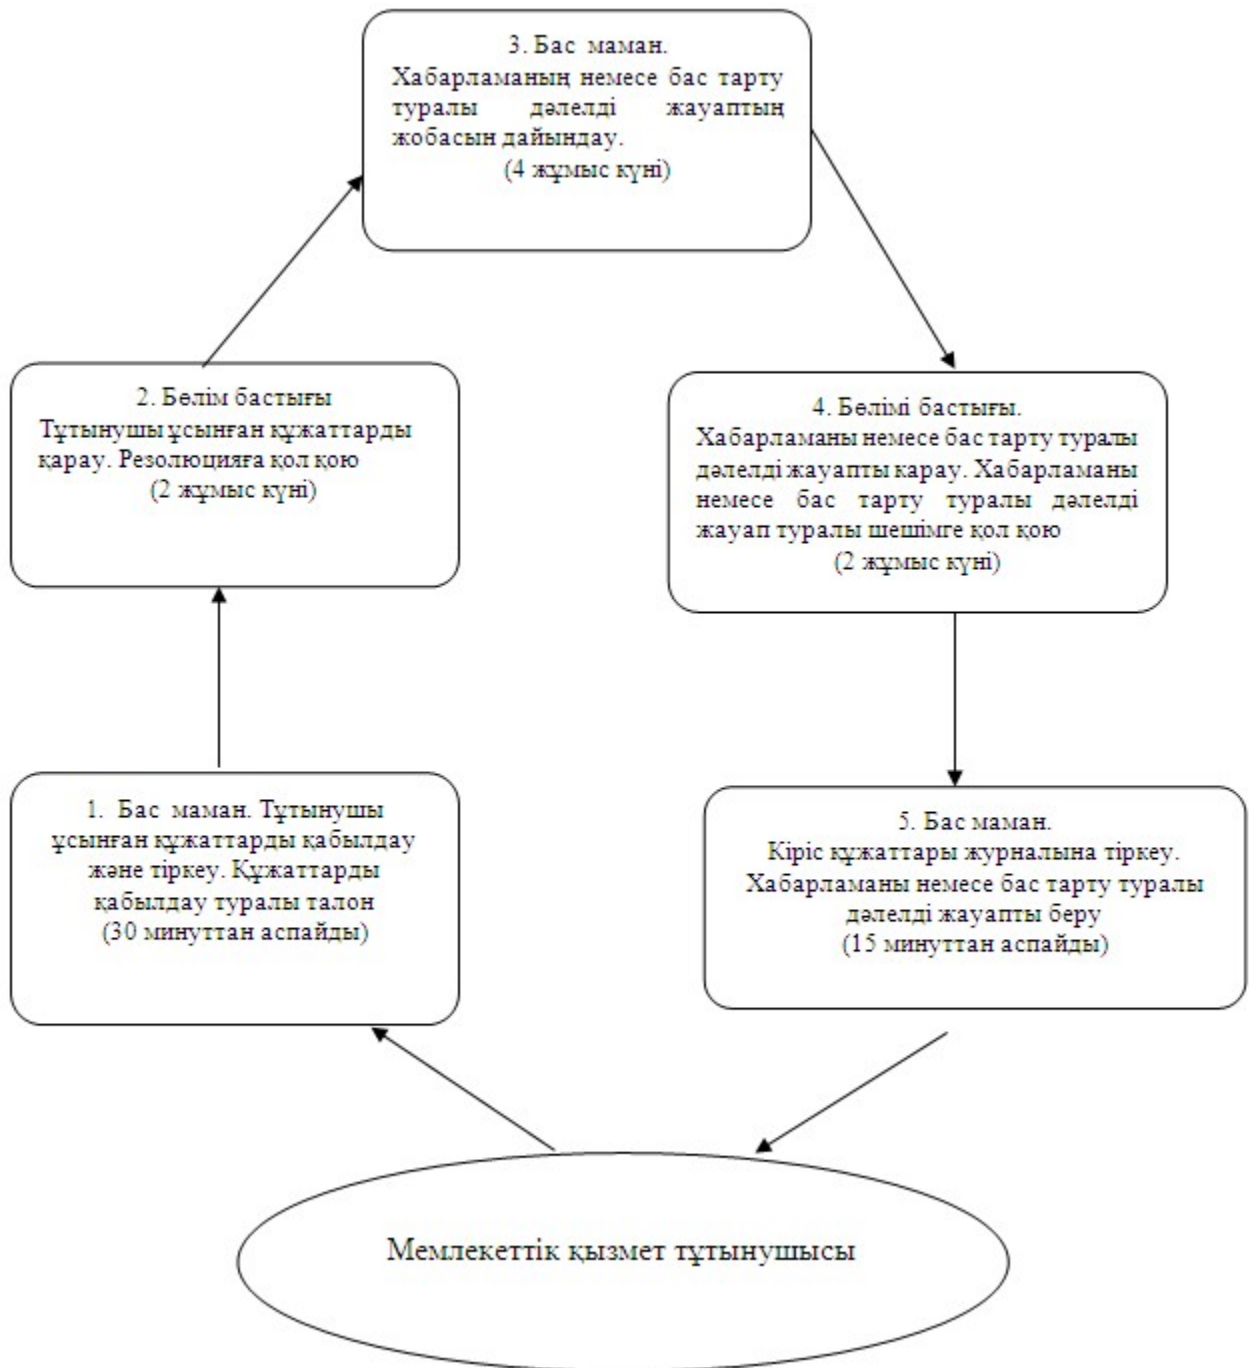 3. Бас маман.
Хабарламаның немесе бас тарту
туралы дәлелді жауаптың
жобасын дайындау.
(4 жұмыс күні)
2. Бөлім бастығы
Тұтынушы ұсынған құжаттарды
қарау. Резолюцияға қол қою
(2 жұмыс күні)
4. Бөлімі бастығы.
Хабарламаны немесе бас тарту туралы
дәлелді жауапты карау. Хабарламаны
немесе бас тарту туралы дәлелді
жауап туралы шешімге қол қою
(2 жұмыс күні)
1. Бас маман. Тұтынушы
ұсынған құжаттарды қабылдау
және тіркеу. Құжаттарды
қабылдау туралы талон
(30 минуттан аспайды)
5. Бас маман.
Кіріс құжаттары журналына тіркеу.
Хабарламаны немесе бас тарту туралы
дәлелді жауапты беру
(15 минуттан аспайды)
Мемлекеттік қызмет тұтынушысы